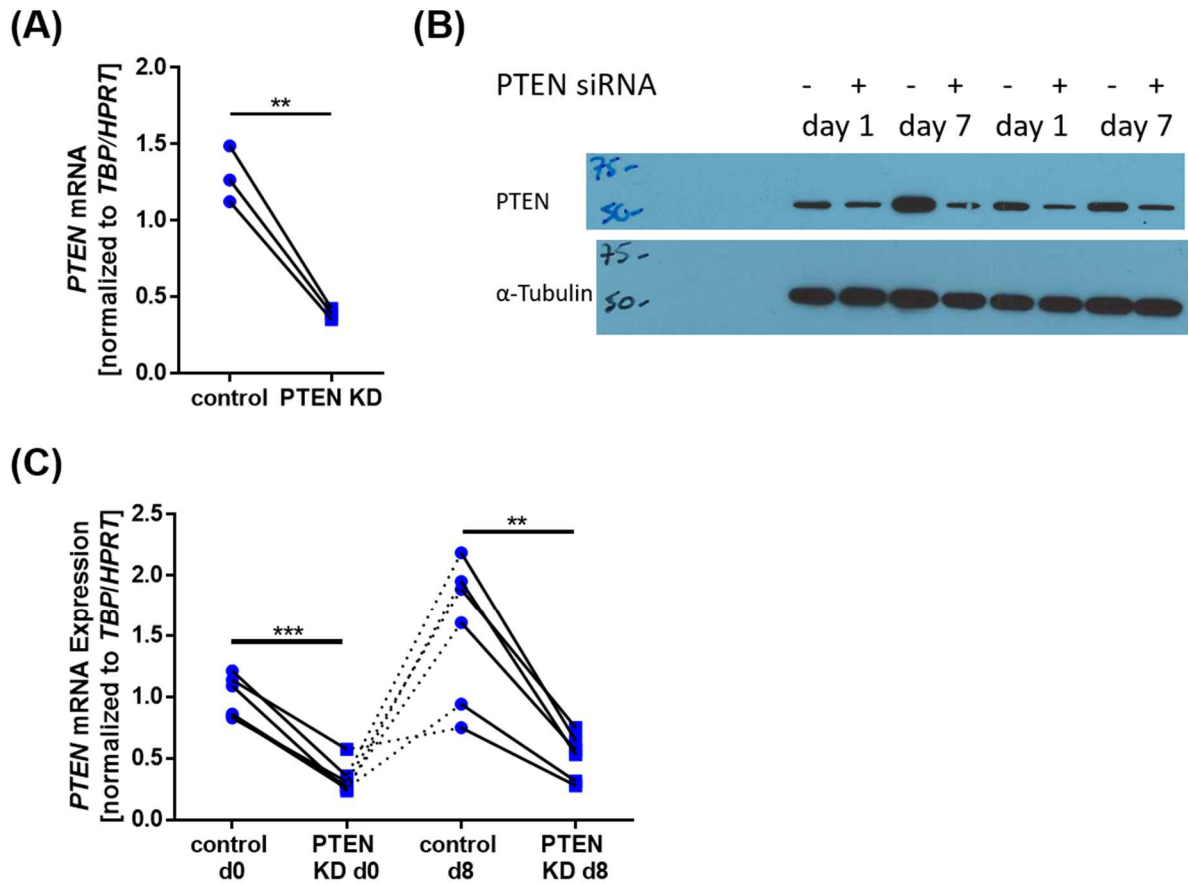 (A)
PTEN mRNA
[normalized to TBP/HPRT]
2.0
1.5
1.0
0.5
0.0
**
control PTEN KD
(B)
PTEN siRNA - + - + - + - +
day 1 day 7 day 1 day 7
75-
PTEN
50-
75-
α-Tubulin
50-
(C)
PTEN mRNA Expression
[normalized to TBP/HPRT]
2.5
2.0
1.5
1.0
0.5
0.0
***
**
control PTEN control PTEN
d0 KD d0 d8 KD d8